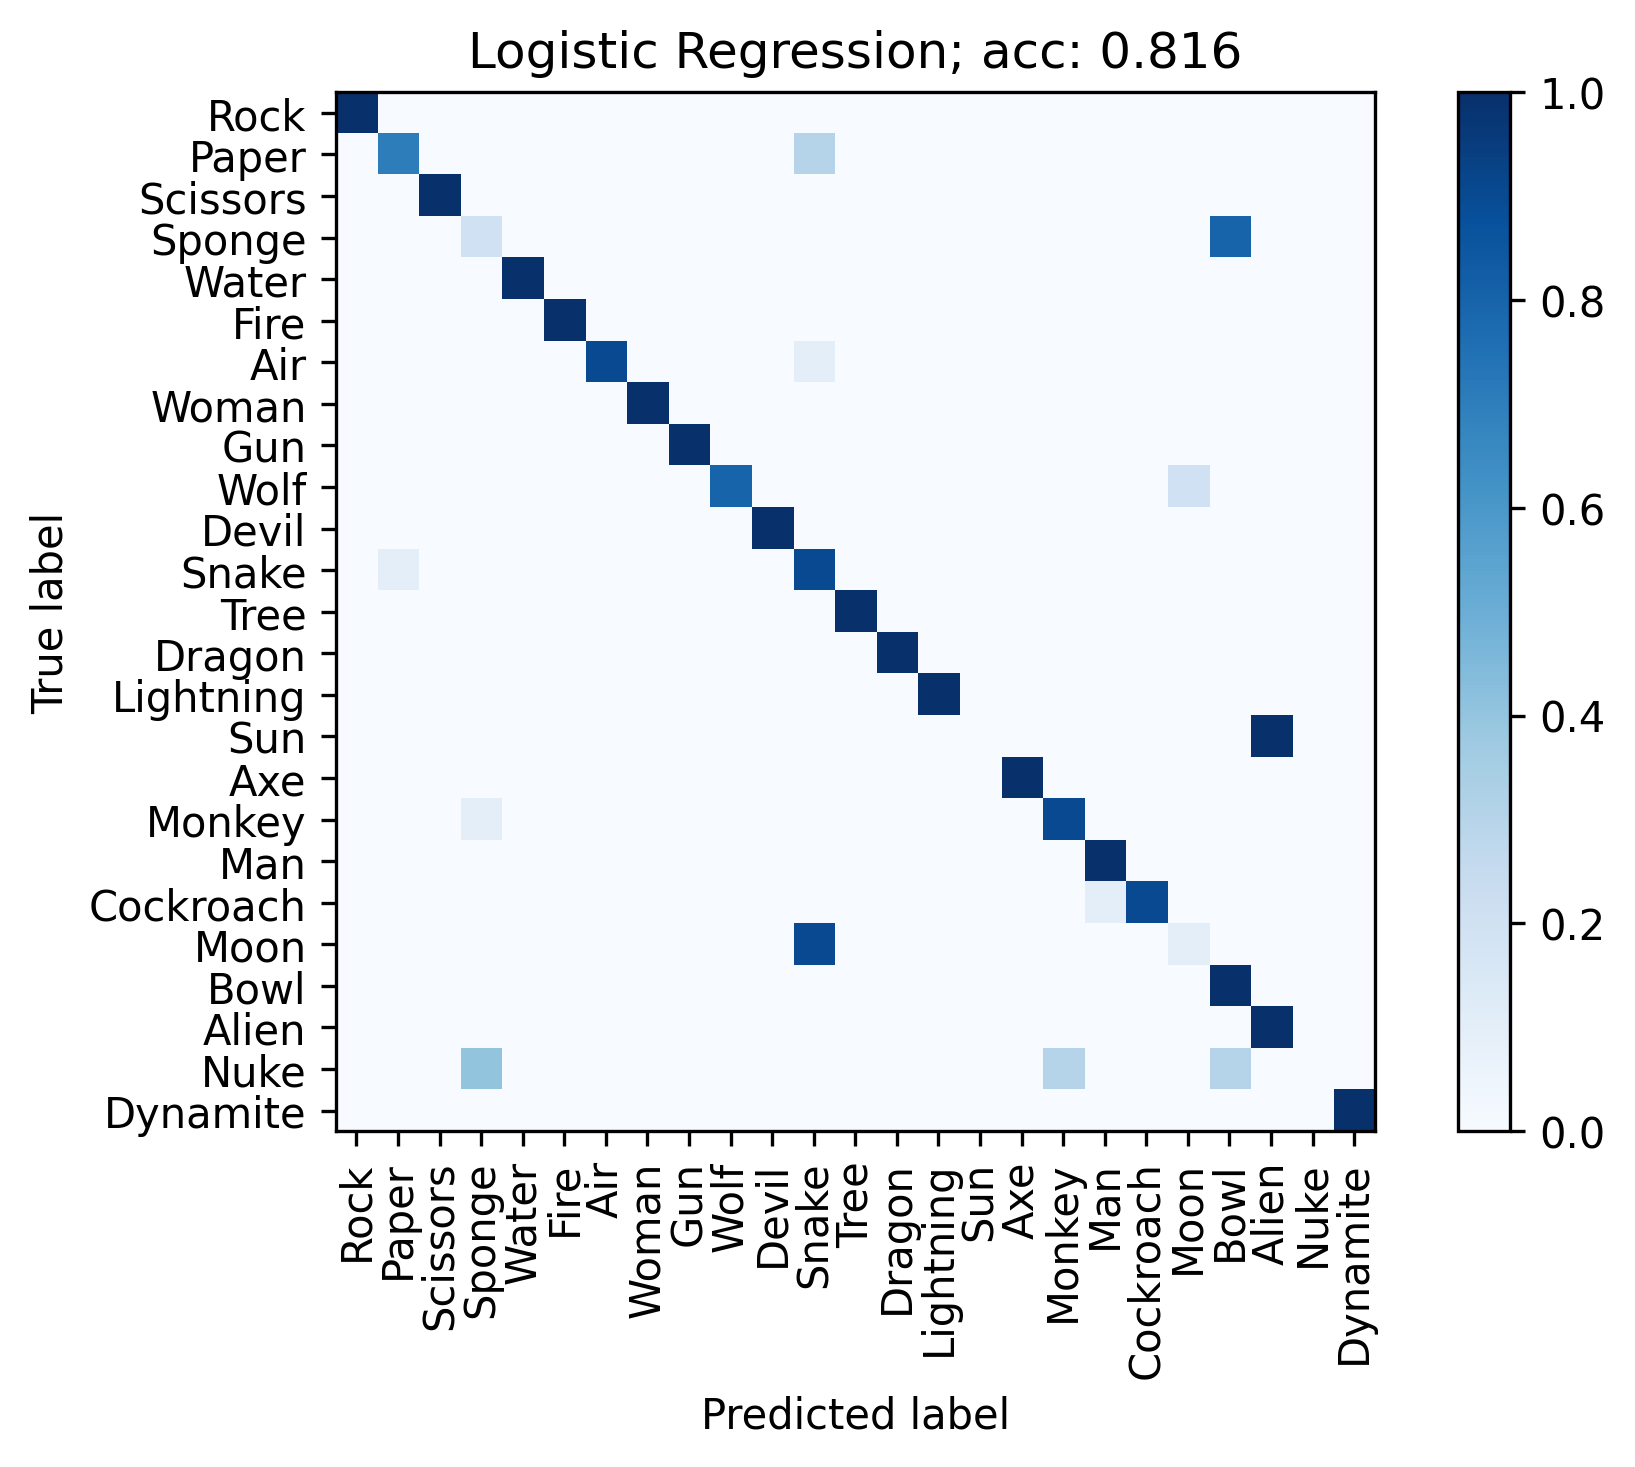 Logistic Regression; acc: 0.816
True label
Rock
Paper
Scissors
Sponge
Water
Fire
Air
Woman
Gun
Wolf
Devil
Snake
Tree
Dragon
Lightning
Sun
Axe
Monkey
Man
Cockroach
Moon
Bowl
Alien
Nuke
Dynamite
Rock
Paper
Scissors
Sponge
Water
Fire
Air
Woman
Gun
Wolf
Devil
Snake
Tree
Dragon
Lightning
Sun
Axe
Monkey
Man
Cockroach
Moon
Bowl
Alien
Nuke
Dynamite
Predicted label
1.0
0.8
0.6
0.4
0.2
0.0